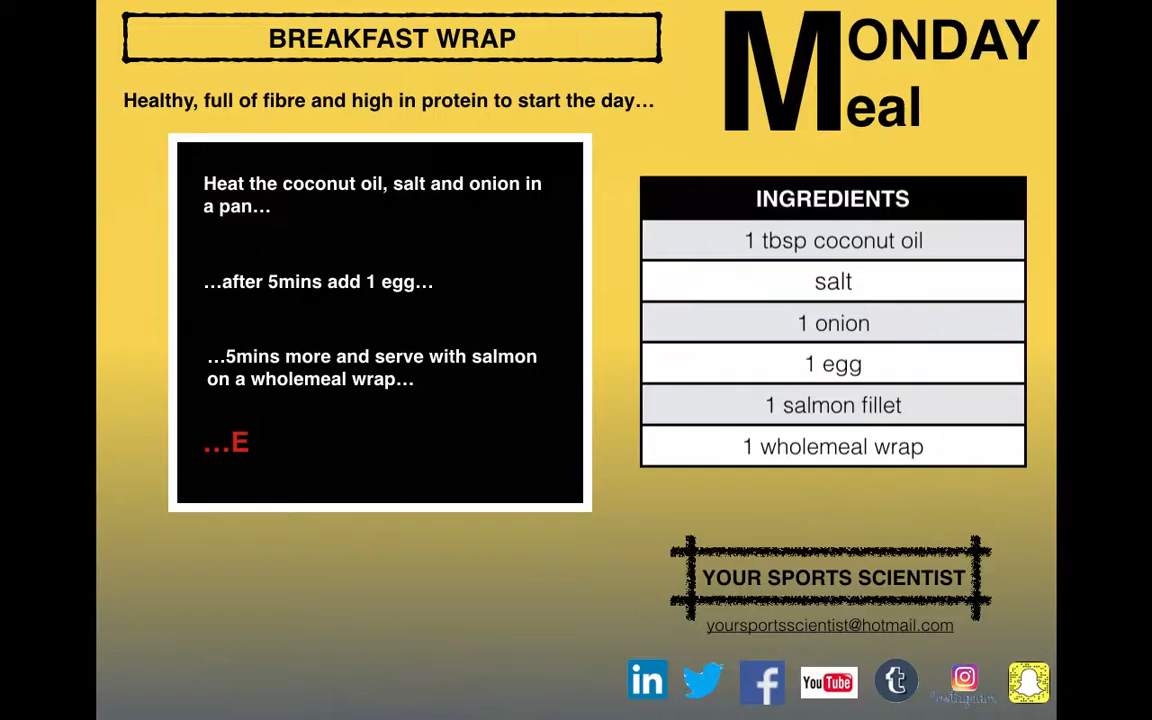 BREAKFAST WRAP
MONDAY
Meal
Healthy, full of fibre and high in protein to start the day…
Heat the coconut oil, salt and onion in
a pan…
…after 5mins add 1 egg…
…5mins more and serve with salmon
on a wholemeal wrap…
…E
INGREDIENTS
1 tbsp coconut oil
salt
1 onion
1 egg
1 salmon fillet
1 wholemeal wrap
YOUR SPORTS SCIENTIST
yoursportsscientist@hotmail.com
in
f
You Tube
t
Instagram